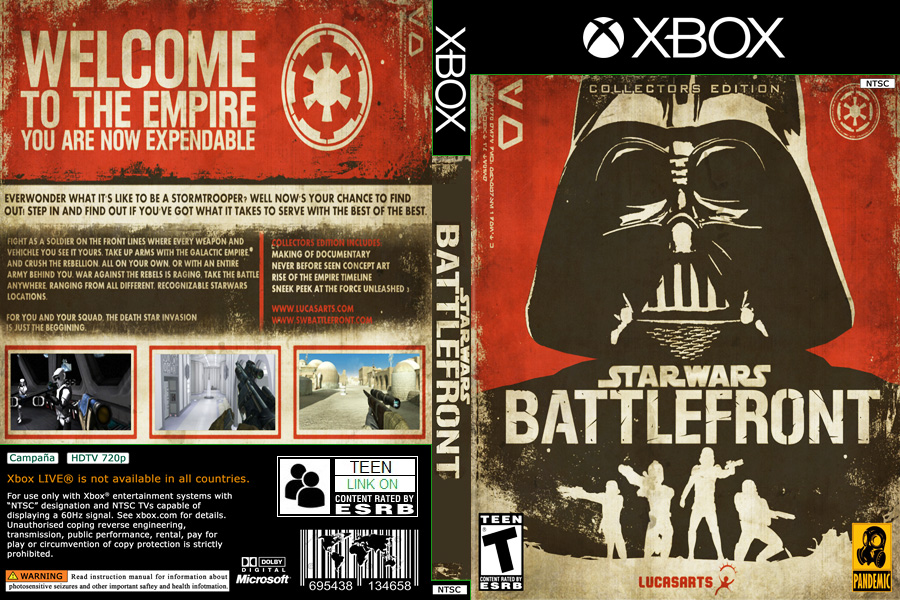 WELCOME
TO THE EMPIRE
YOU ARE NOW EXPENDABLE
EVERWONDER WHAT IT'S LIKE TO BE A STORMTROOPER? WELL NOW'S YOUR CHANCE TO FIND
OUT! STEP IN AND FIND OUT IF YOU'VE GOT WHAT IT TAKES TO SERVE WITH THE BEST OF THE BEST.
FIGHT AS A SOLDIER ON THE FRONT LINES WHERE EVERY WEAPON AND
VEHICHLE YOU SEE IT YOURS. TAKE UP ARMS WITH THE GALACTIC EMPIRE,
AND CRUSH THE REBELLION. ALL ON YOUR OWN, OR WITH AN ENTIRE
ARMY BEHIND YOU. WAR AGAINST THE REBELS IS RAGING. TAKE THE BATTLE
ANYWHERE, RANGING FROM ALL DIFFERENT, RECOGNIZABLE STARWARS
LOCATIONS.
FOR YOU AND YOUR SQUAD, THE DEATH STAR INVASION
IS JUST THE BEGGINING.
COLLECTORS EDITION INCLUDES:
MAKING OF DOCUMENTARY
NEVER BEFORE SEEN CONCEPT ART
RISE OF THE EMPIRE TIMELINE
SNEEK PEEK AT THE FORCE UNLEASHED 3
WWW.LUCASARTS.COM
WWW.SWBATTLEFRONT.COM
Campaña
HDTV 720p
Xbox LIVE® is not available in all countries.
For use only with Xbox® entertainment systems with
“NTSC” designation and NTSC TVs capable of
displaying a 60Hz signal. See xbox.com for details.
Unauthorised coping reverse engineering,
transmission, public performance, rental, pay for
play or circumvention of copy protection is strictly
prohibited.
WARNING Read instruction manual for information about
photosensitive seizures and other important saftey and health infotmation.
TEEN
LINK ON
CONTENT RATED BY
ESRB
DOLBY
DIGITAL
Microsoft
695438 134658
XBOX
STAR WARS
BATTLEFRONT
NTSC
XBOX
NTSC
COLLECTORS EDITION
STAR WARS
BATTLEFRONT
TEEN
T
CONTENT RATED BY
ESRB
LUCASARTS
PANDEMIC